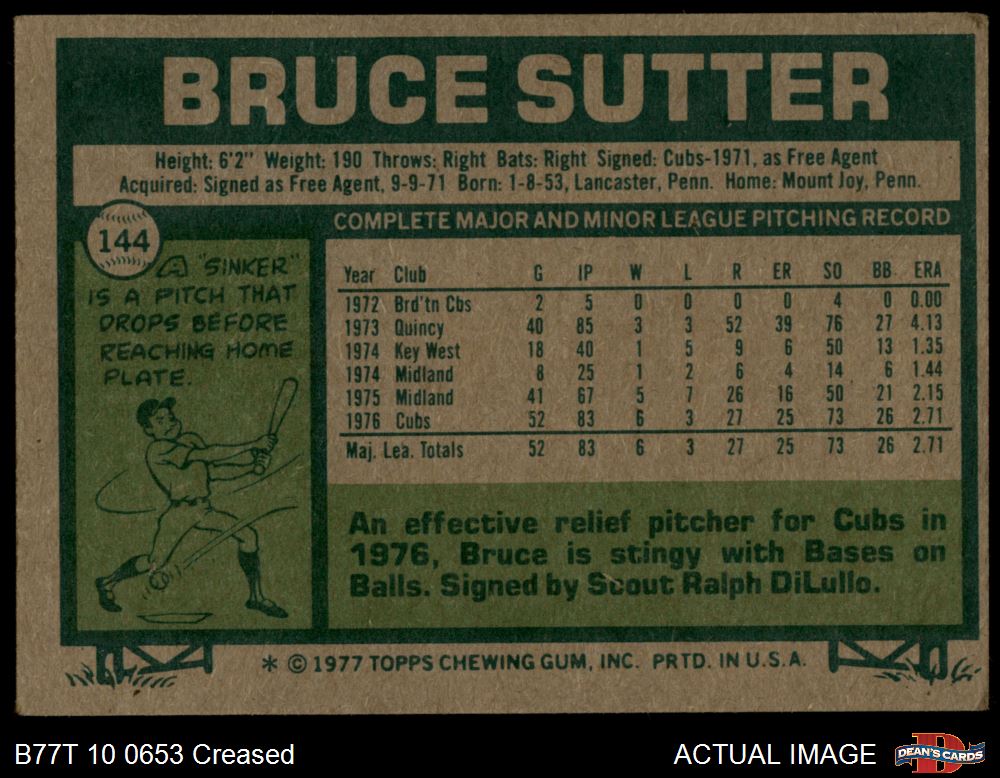 BRUCE SUTTER
Height: 6'2" Weight: 190 Throws: Right Bats: Right Signed: Cubs-1971, as Free Agent
Acquired: Signed as Free Agent, 9-9-71 Born: 1-8-53, Lancaster, Penn. Home: Mount Joy, Penn.
144
A "SINKER"
IS A PITCH THAT
DROPS BEFORE
REACHING HOME
PLATE.
COMPLETE MAJOR AND MINOR LEAGUE PITCHING RECORD
Year Club G IP W L R ER SO BB ERA
1972 Brd'tn Cbs 2 5 0 0 0 0 4 0 0.00
1973 Quincy 40 85 3 3 52 39 76 27 4.13
1974 Key West 18 40 1 5 9 6 50 13 1.35
1974 Midland 8 25 1 2 6 4 14 6 1.44
1975 Midland 41 67 5 7 26 16 50 21 2.15
1976 Cubs 52 83 6 3 27 25 73 26 2.71
Maj. Lea. Totals 52 83 6 3 27 25 73 26 2.71
An effective relief pitcher for Cubs in
1976, Bruce is stingy with Bases on
Balls. Signed by Scout Ralph DiLullo.
* © 1977 TOPPS CHEWING GUM, INC. PRTD. IN U.S.A.
B77T 10 0653 Creased
ACTUAL IMAGE
DEAN'S CARDS